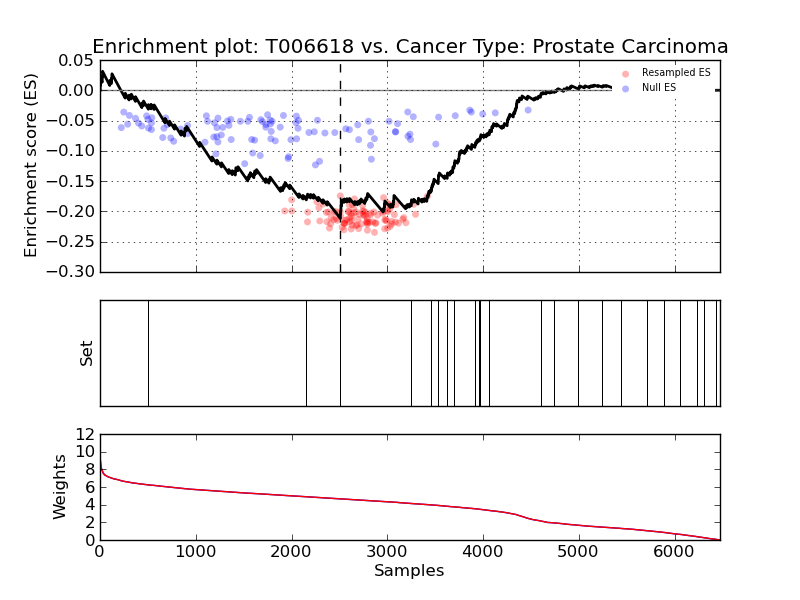 Enrichment plot: T006618 vs. Cancer Type: Prostate Carcinoma
0.05
0.00
−0.05
−0.10
−0.15
−0.20
−0.25
−0.30
Enrichment score (ES)
Resampled ES
Null ES
Set
12
10
8
6
4
2
0
Weights
0 1000 2000 3000 4000 5000 6000
Samples